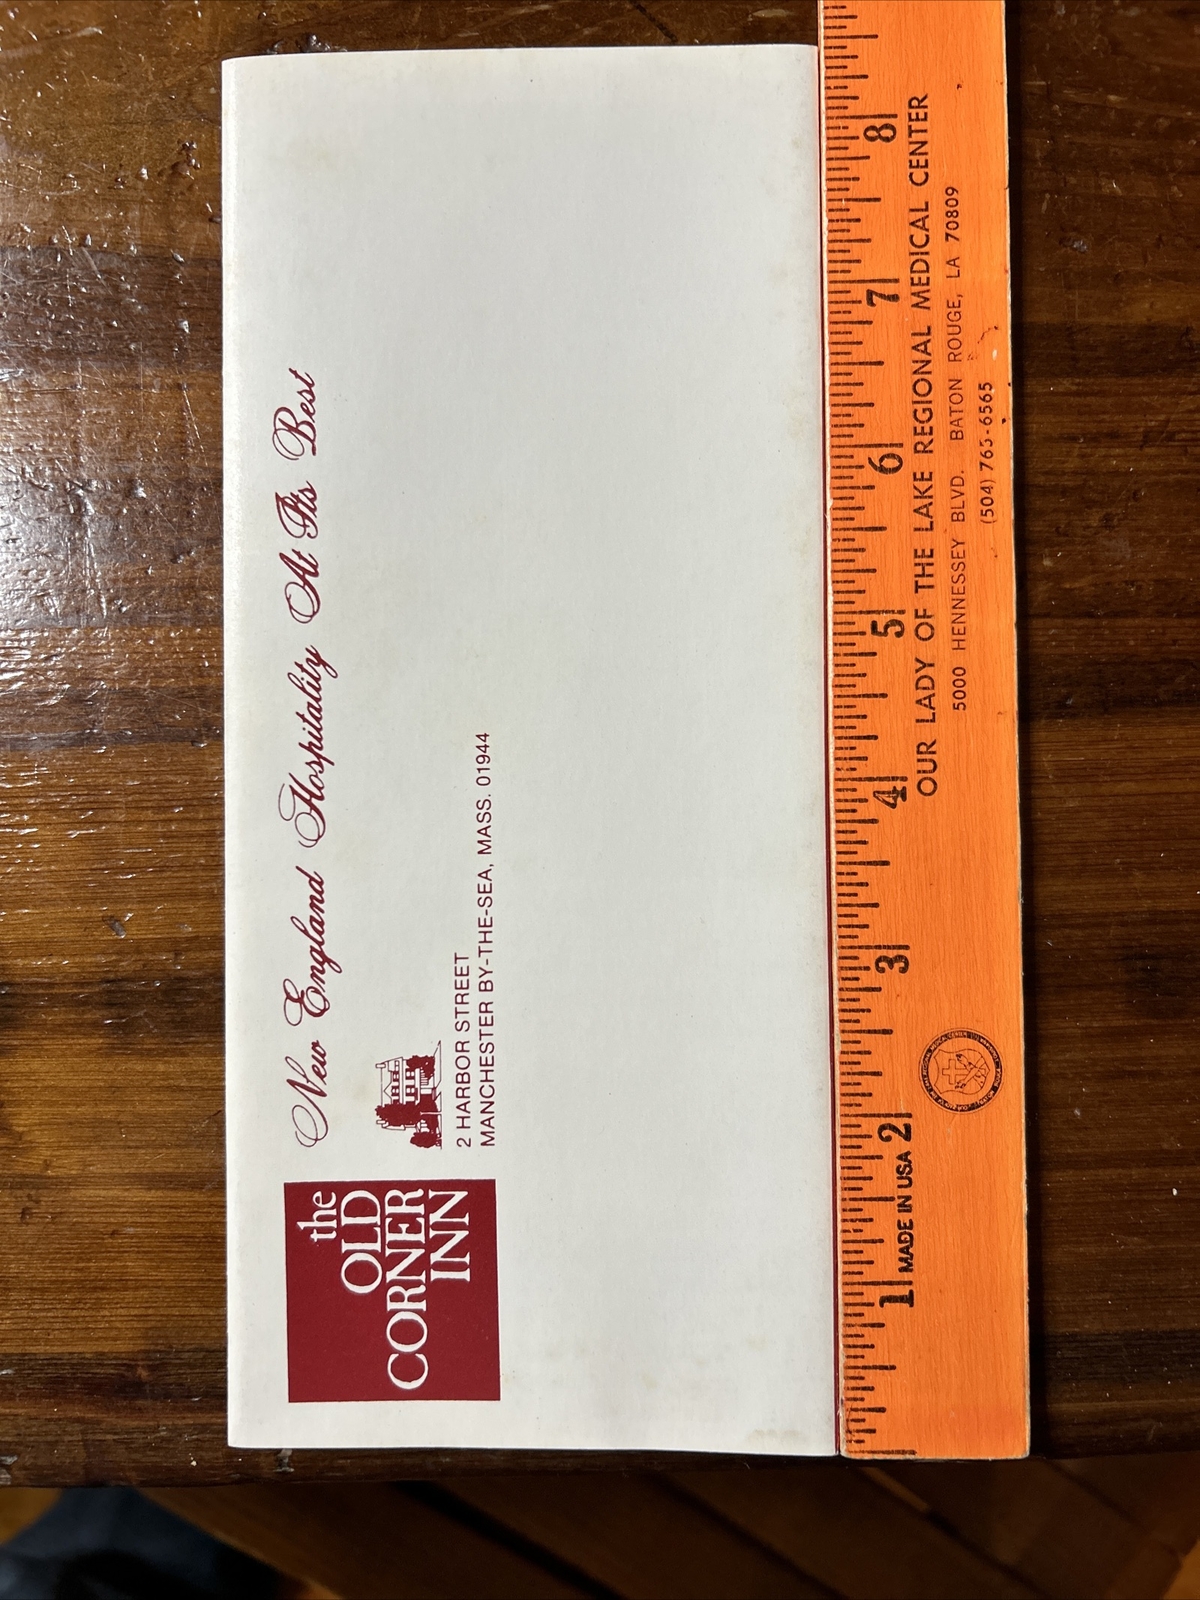 the
OLD
CORNER
INN
New England Hospitality At Its Best
2 HARBOR STREET
MANCHESTER BY-THE-SEA, MASS. 01944
1 2 3 4 5 6 7 8
MADE IN USA
OUR LADY OF THE LAKE REGIONAL MEDICAL CENTER
5000 HENNESSEY BLVD. BATON ROUGE, LA 70809
(504) 765-6565